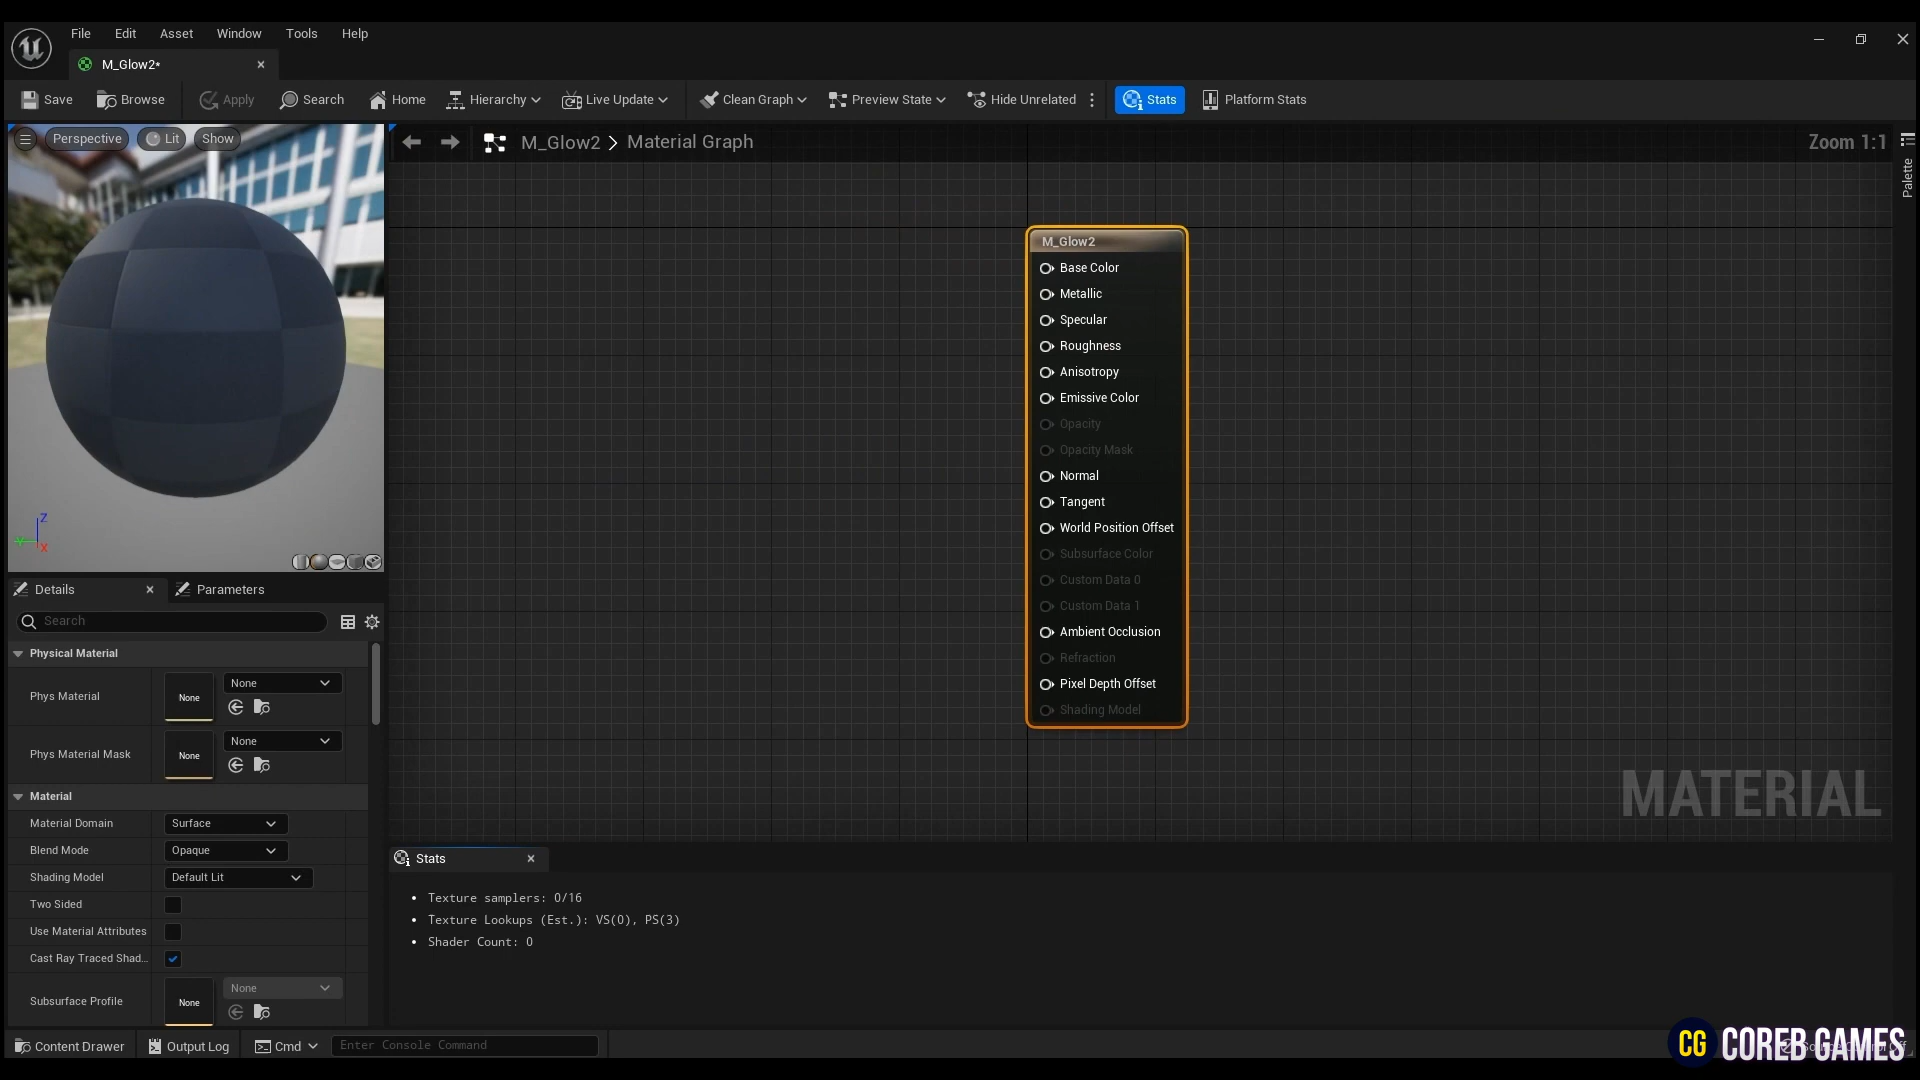 File Edit Asset Window Tools Help
M_Glow2*
Save Browse Apply Search Home Hierarchy Live Update Clean Graph Preview State Hide Unrelated Stats Platform Stats
Perspective Lit Show
M_Glow2 > Material Graph
Zoom 1:1
Palette
M_Glow2
Base Color
Metallic
Specular
Roughness
Anisotropy
Emissive Color
Opacity
Opacity Mask
Normal
Tangent
World Position Offset
Subsurface Color
Custom Data 0
Custom Data 1
Ambient Occlusion
Refraction
Pixel Depth Offset
Shading Model
MATERIAL
Z
Y
X
Details Parameters
Search
Physical Material
Phys Material None None
Phys Material Mask None None
Material
Material Domain Surface
Blend Mode Opaque
Shading Model Default Lit
Two Sided
Use Material Attributes
Cast Ray Traced Shad...
Subsurface Profile None None
Stats
• Texture samplers: 0/16
• Texture Lookups (Est.): VS(0), PS(3)
• Shader Count: 0
Content Drawer Output Log Cmd Enter Console Command
CG COREB GAMES